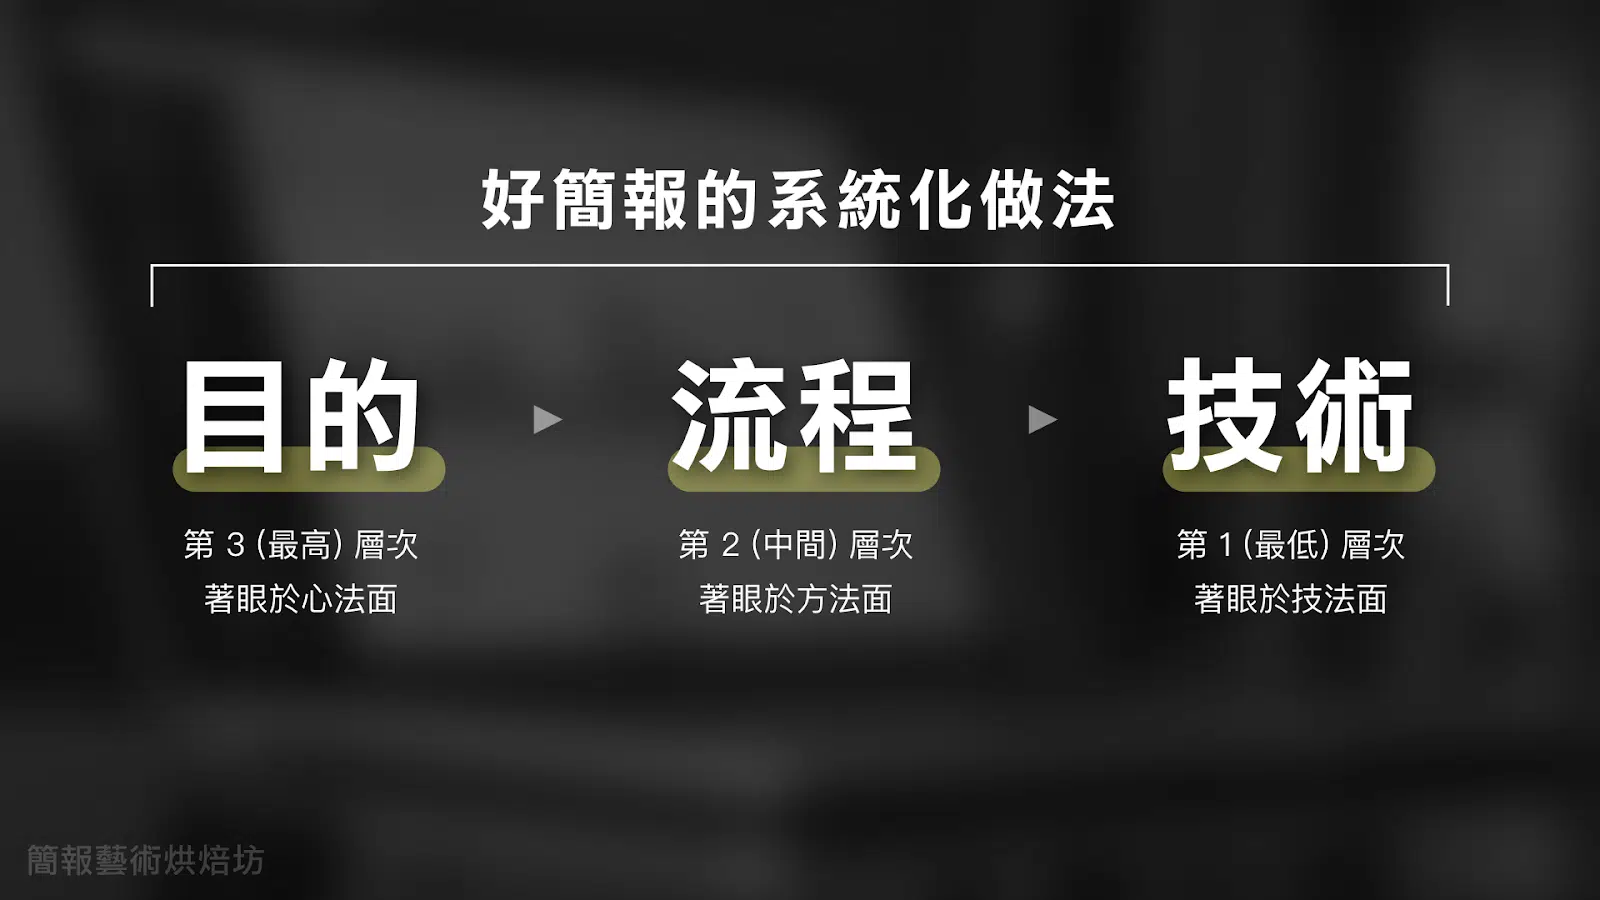 好簡報的系統化做法
目的 ▶ 流程 ▶ 技術
第 3 (最高) 層次
著眼於心法面
第 2 (中間) 層次
著眼於方法面
第 1 (最低) 層次
著眼於技法面
簡報藝術烘焙坊